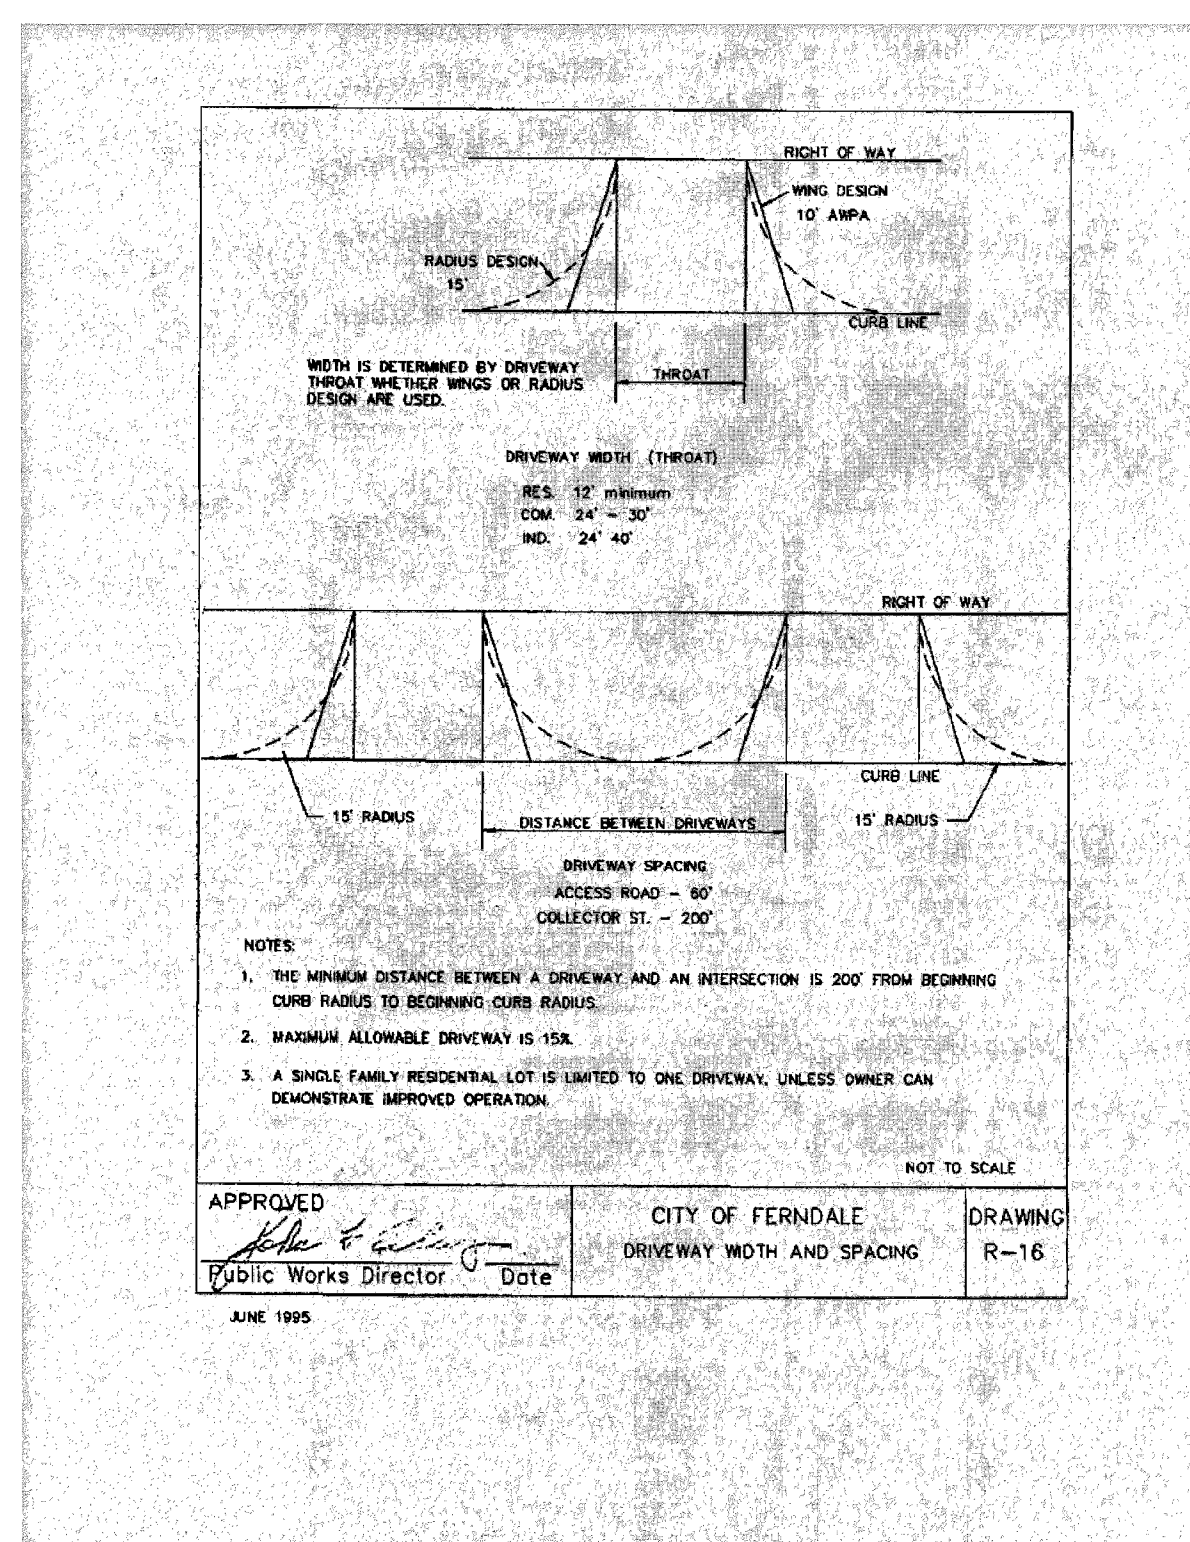 RIGHT OF WAY
WING DESIGN
10' AWPA
RADIUS DESIGN
15'
CURB LINE
WIDTH IS DETERMINED BY DRIVEWAY
THROAT WHETHER WINGS OR RADIUS
DESIGN ARE USED.
THROAT
DRIVEWAY WIDTH (THROAT)
RES. 12' minimum
COM. 24' - 30'
IND. 24' 40'
RIGHT OF WAY
CURB LINE
15' RADIUS
DISTANCE BETWEEN DRIVEWAYS
15' RADIUS
DRIVEWAY SPACING
ACCESS ROAD - 60'
COLLECTOR ST. - 200'
NOTES:
1. THE MINIMUM DISTANCE BETWEEN A DRIVEWAY AND AN INTERSECTION IS 200' FROM BEGINNING
CURB RADIUS TO BEGINNING CURB RADIUS.
2. MAXIMUM ALLOWABLE DRIVEWAY IS 15%.
3. A SINGLE FAMILY RESIDENTIAL LOT IS LIMITED TO ONE DRIVEWAY, UNLESS OWNER CAN
DEMONSTRATE IMPROVED OPERATION.
NOT TO SCALE
APPROVED
Public Works Director Date
CITY OF FERNDALE
DRIVEWAY WIDTH AND SPACING
DRAWING
R-16
JUNE 1995